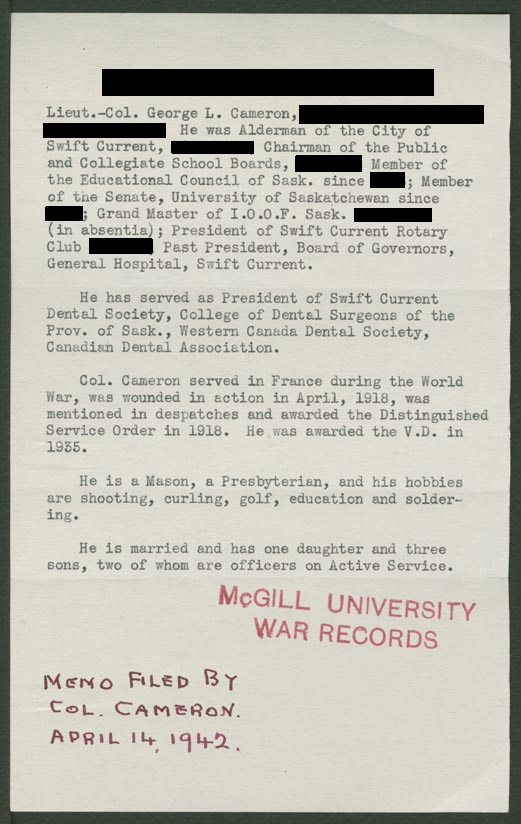 Lieut.-Col. George L. Cameron,
He was Alderman of the City of
Swift Current, Chairman of the Public
and Collegiate School Boards, Member of
the Educational Council of Sask. since ; Member
of the Senate, University of Saskatchewan since
; Grand Master of I.O.O.F. Sask.
(in absentia); President of Swift Current Rotary
Club Past President, Board of Governors,
General Hospital, Swift Current.
He has served as President of Swift Current
Dental Society, College of Dental Surgeons of the
Prov. of Sask., Western Canada Dental Society,
Canadian Dental Association.
Col. Cameron served in France during the World
War, was wounded in action in April, 1918, was
mentioned in despatches and awarded the Distinguished
Service Order in 1918. He was awarded the V.D. in
1935.
He is a Mason, a Presbyterian, and his hobbies
are shooting, curling, golf, education and solder-
ing.
He is married and has one daughter and three
sons, two of whom are officers on Active Service.
McGILL UNIVERSITY
WAR RECORDS
MEMO FILED BY
COL. CAMERON.
APRIL 14, 1942.